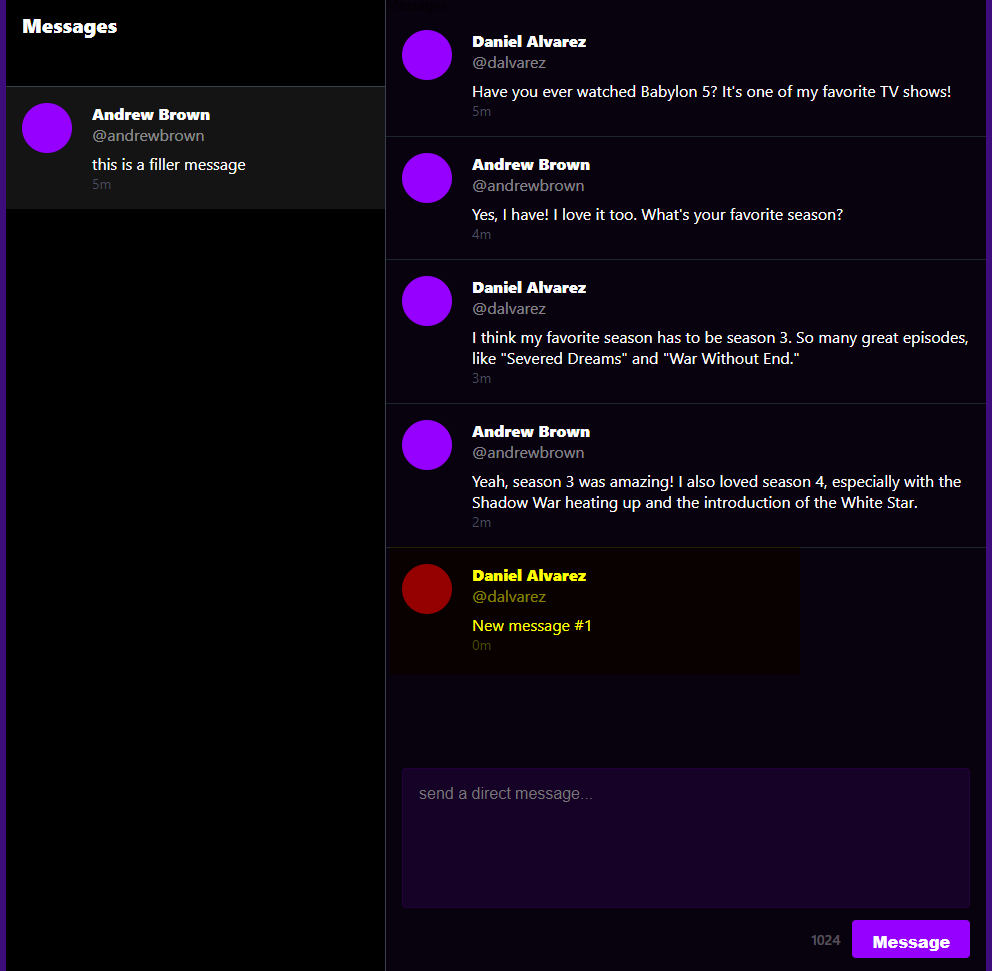 Messages
Andrew Brown
@andrewbrown
this is a filler message
5m
Daniel Alvarez
@dalvarez
Have you ever watched Babylon 5? It's one of my favorite TV shows!
5m
Andrew Brown
@andrewbrown
Yes, I have! I love it too. What's your favorite season?
4m
Daniel Alvarez
@dalvarez
I think my favorite season has to be season 3. So many great episodes,
like "Severed Dreams" and "War Without End."
3m
Andrew Brown
@andrewbrown
Yeah, season 3 was amazing! I also loved season 4, especially with the
Shadow War heating up and the introduction of the White Star.
2m
Daniel Alvarez
@dalvarez
New message #1
0m
send a direct message...
1024
Message